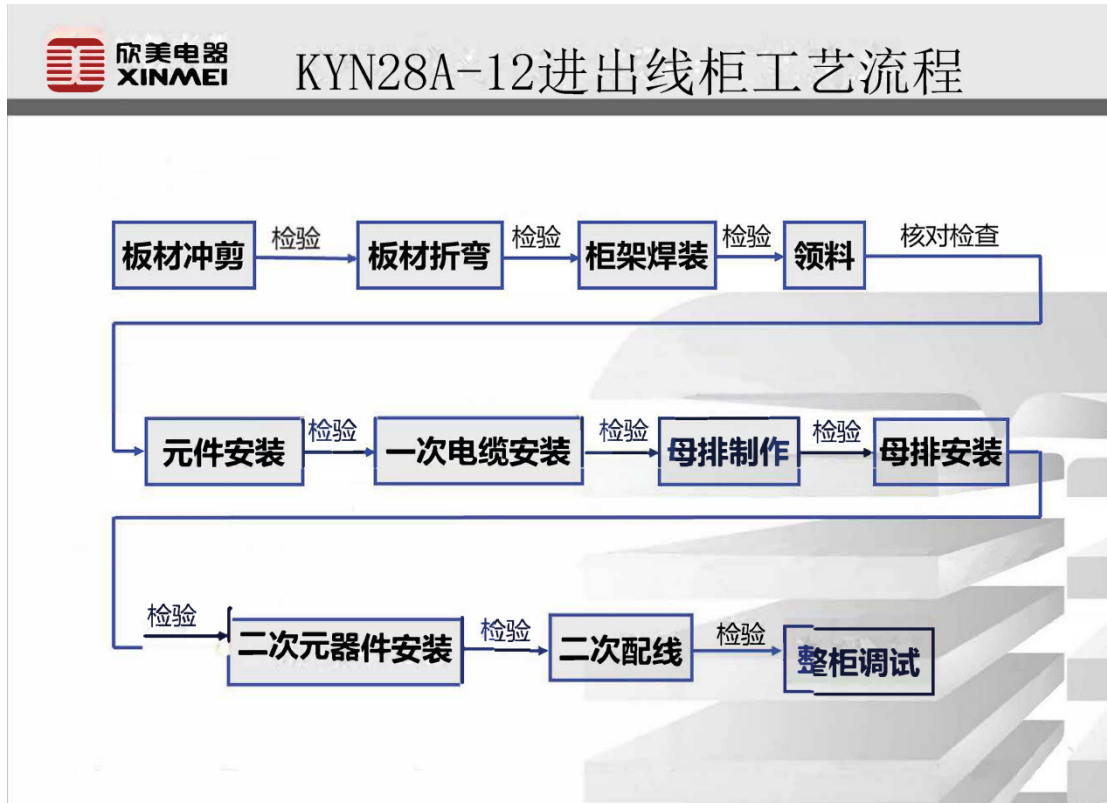 欣美电器
XINMEI
KYN28A-12进出线柜工艺流程
板材冲剪 检验 板材折弯 检验 柜架焊装 检验 领料 核对检查
元件安装 检验 一次电缆安装 检验 母排制作 检验 母排安装
检验 二次元器件安装 检验 二次配线 检验 整柜调试